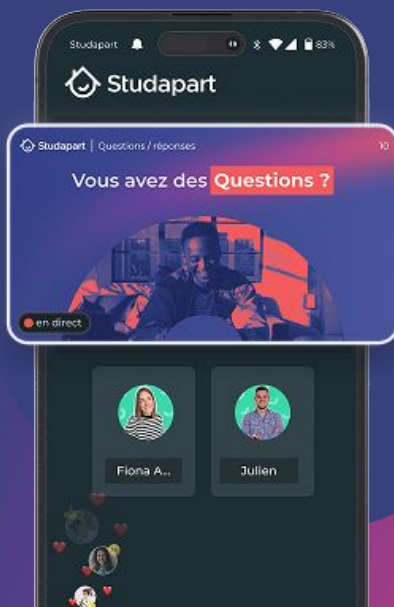 Studapart
83%
Studapart
Studapart | Questions / réponses
10
Vous avez des Questions ?
en direct
Fiona A...
Julien